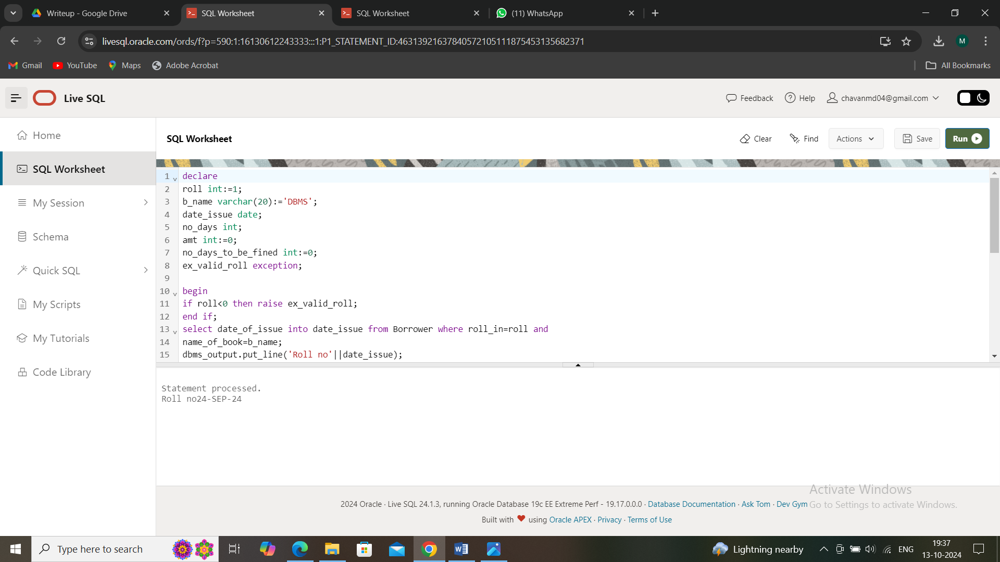 Writeup - Google Drive
SQL Worksheet
SQL Worksheet
(11) WhatsApp
livesql.oracle.com/ords/f?p=590:1:16130612243333:::1:P1_STATEMENT_ID:46313921637840572105111875453135682371
M
Gmail
YouTube
Maps
Adobe Acrobat
All Bookmarks
Live SQL
Feedback
Help
chavanmd04@gmail.com
Home
SQL Worksheet
My Session
Schema
Quick SQL
My Scripts
My Tutorials
Code Library
SQL Worksheet
Clear
Find
Actions
Save
Run
1 declare
2 roll int:=1;
3 b_name varchar(20):='DBMS';
4 date_issue date;
5 no_days int;
6 amt int:=0;
7 no_days_to_be_fined int:=0;
8 ex_valid_roll exception;
9
10 begin
11 if roll<0 then raise ex_valid_roll;
12 end if;
13 select date_of_issue into date_issue from Borrower where roll_in=roll and
14 name_of_book=b_name;
15 dbms_output.put_line('Roll no'||date_issue);
Statement processed.
Roll no24-SEP-24
Activate Windows
Go to Settings to activate Windows.
2024 Oracle · Live SQL 24.1.3, running Oracle Database 19c EE Extreme Perf - 19.17.0.0.0 · Database Documentation · Ask Tom · Dev Gym
Built with ❤ using Oracle APEX · Privacy · Terms of Use
Type here to search
Lightning nearby
ENG
19:37
13-10-2024